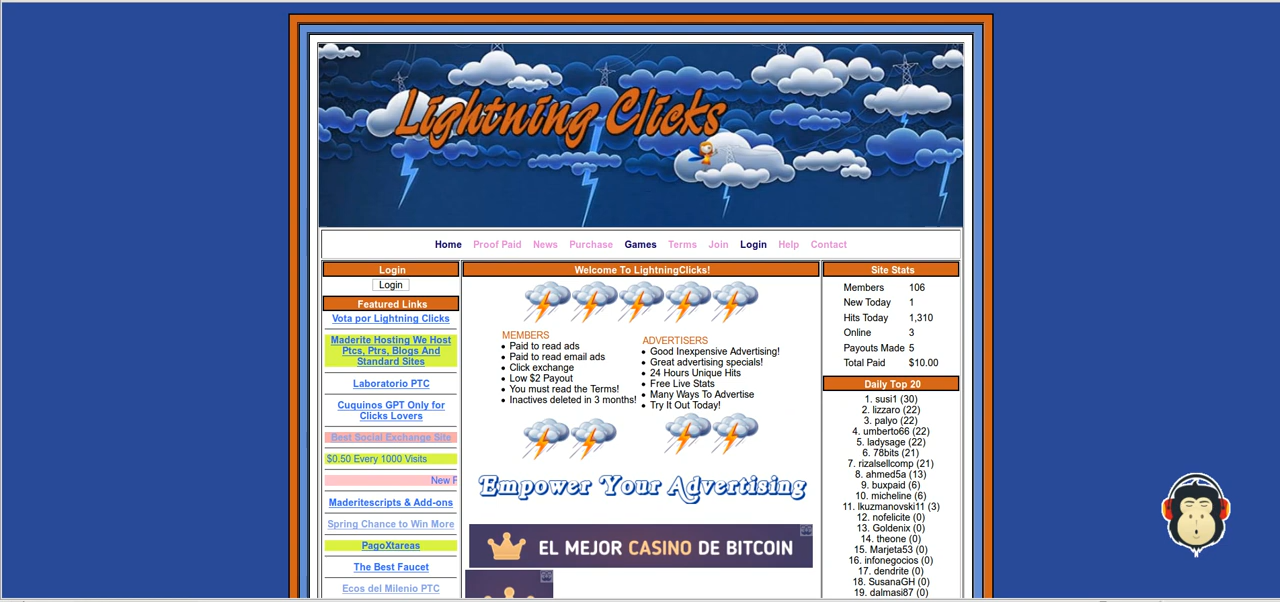 Lightning Clicks
Home Proof Paid News Purchase Games Terms Join Login Help Contact
Login
Login
Featured Links
Vota por Lightning Clicks
Maderite Hosting We Host
Ptcs, Ptrs, Blogs And
Standard Sites
Laboratorio PTC
Cuquinos GPT Only for
Clicks Lovers
Best Social Exchange Site
$0.50 Every 1000 Visits
New
Maderitescripts & Add-ons
Spring Chance to Win More
PagoXtareas
The Best Faucet
Ecos del Milenio PTC
Welcome To LightningClicks!
MEMBERS
Paid to read ads
Paid to read email ads
Click exchange
Low $2 Payout
You must read the Terms!
Inactives deleted in 3 months!
ADVERTISERS
Good Inexpensive Advertising!
Great advertising specials!
24 Hours Unique Hits
Free Live Stats
Many Ways To Advertise
Try It Out Today!
Empower Your Advertising
EL MEJOR CASINO DE BITCOIN
Site Stats
Members 106
New Today 1
Hits Today 1,310
Online 3
Payouts Made 5
Total Paid $10.00
Daily Top 20
1. susi1 (30)
2. lizzaro (22)
3. palyo (22)
4. umberto66 (22)
5. ladysage (22)
6. 78bits (21)
7. rizalsellcomp (21)
8. ahmed5a (13)
9. buxpaid (6)
10. micheline (6)
11. lkuzmanovski11 (3)
12. nofelicite (0)
13. Goldenix (0)
14. theone (0)
15. Marjeta53 (0)
16. infonegocios (0)
17. dendrite (0)
18. SusanaGH (0)
19. dalmasi87 (0)